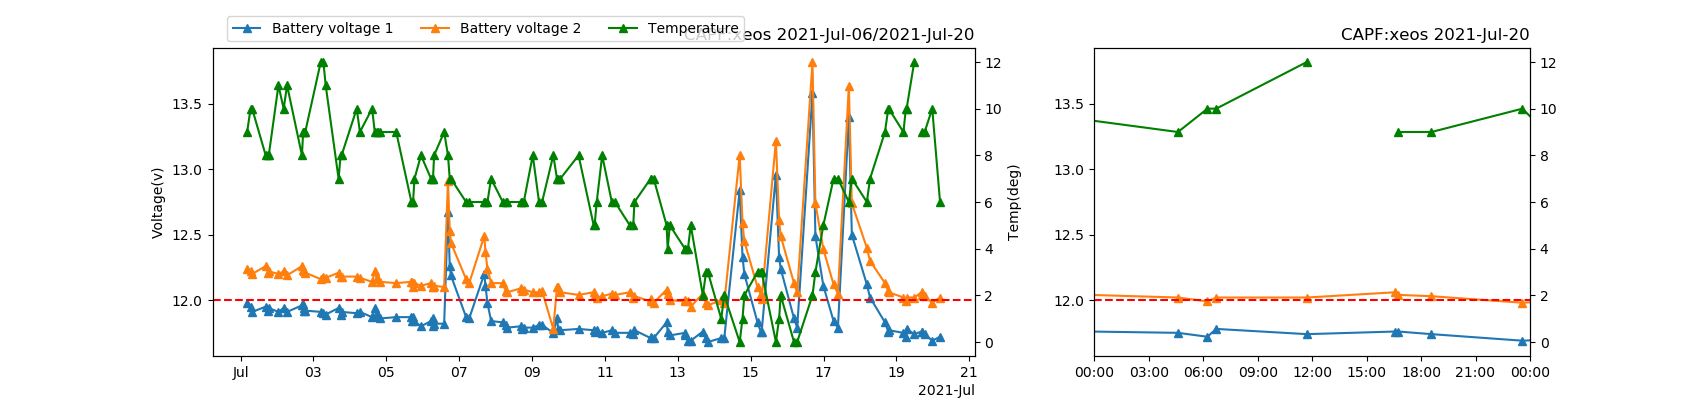 Battery voltage 1 Battery voltage 2 Temperature
CAPF:xeos 2021-Jul-06/2021-Jul-20
CAPF:xeos 2021-Jul-20
Voltage(v)
13.5
13.0
12.5
12.0
12
10
8
6
4
2
0
Temp(deg)
Jul 03 05 07 09 11 13 15 17 19 21
2021-Jul
13.5
13.0
12.5
12.0
12
10
8
6
4
2
0
00:00 03:00 06:00 09:00 12:00 15:00 18:00 21:00 00:00